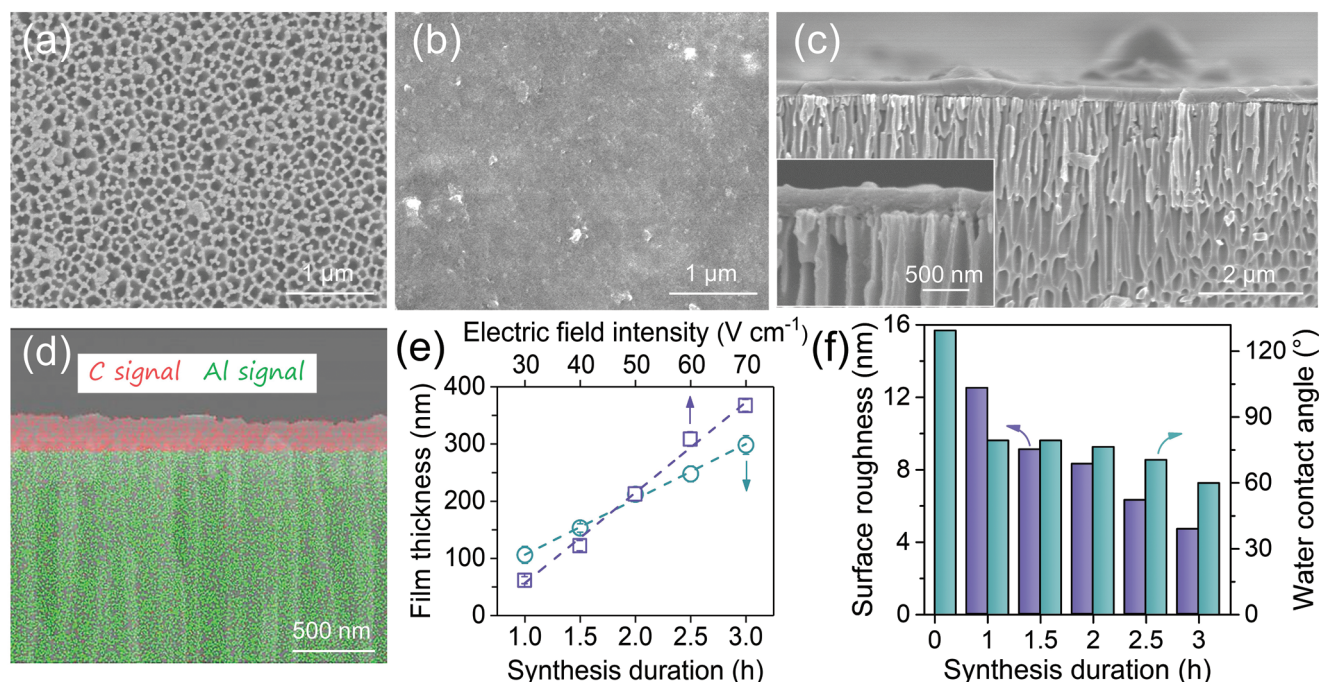 (a)
1 µm
(b)
1 µm
(c)
500 nm
2 µm
(d)
C signal Al signal
500 nm
(e)
Electric field intensity (V cm⁻¹)
30 40 50 60 70
Film thickness (nm)
400
300
200
100
0
1.0 1.5 2.0 2.5 3.0
Synthesis duration (h)
(f)
Surface roughness (nm)
16
12
8
4
0
120
90
60
30
0
Water contact angle (°)
0 1 1.5 2 2.5 3
Synthesis duration (h)